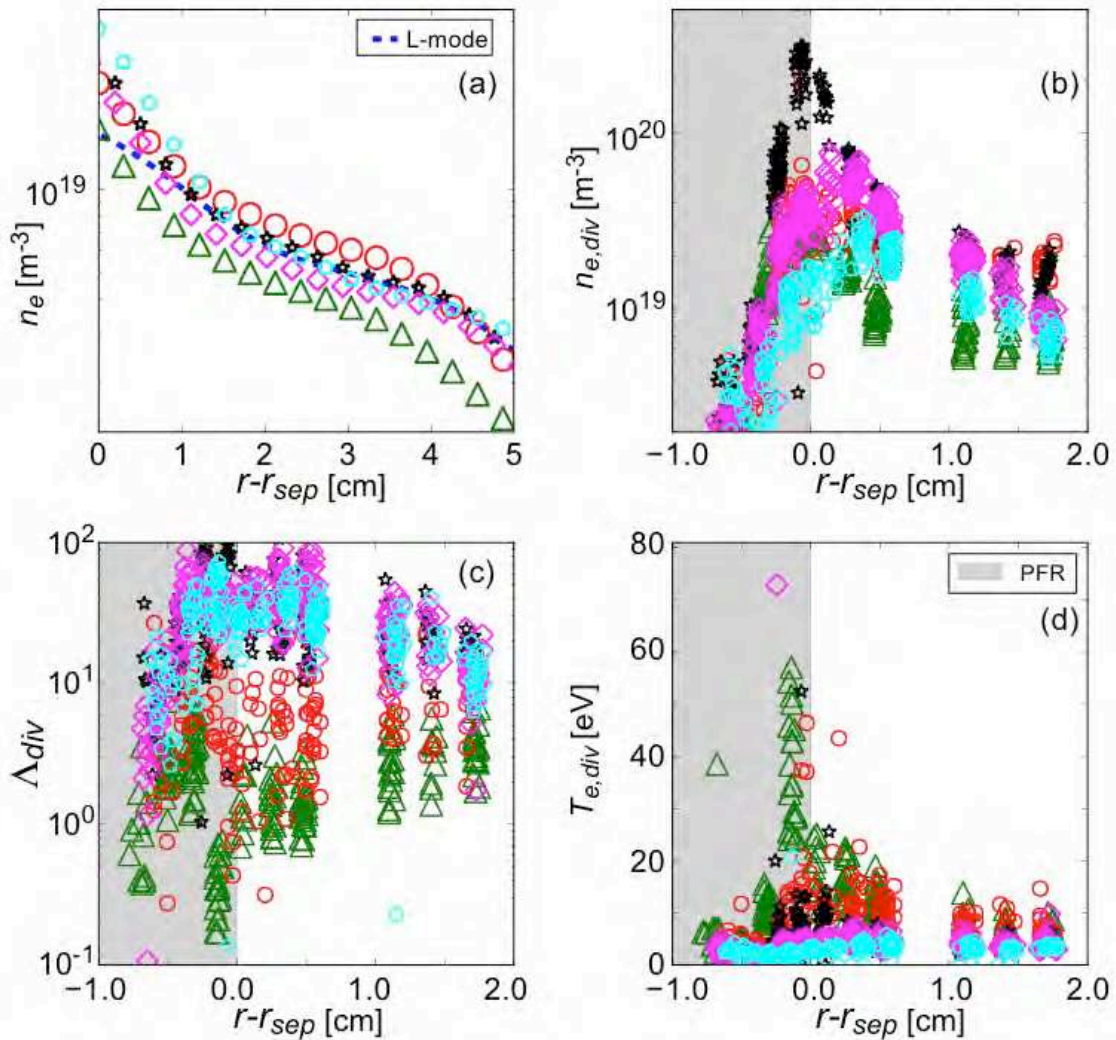 L-mode
(a)
10^19
n_e [m^-3]
0 1 2 3 4 5
r-r_sep [cm]
(b)
10^20
10^19
n_e,div [m^-3]
−1.0 0.0 1.0 2.0
r-r_sep [cm]
(c)
10^2
10^1
10^0
10^-1
Λ_div
−1.0 0.0 1.0 2.0
r-r_sep [cm]
PFR
(d)
80
60
40
20
0
T_e,div [eV]
−1.0 0.0 1.0 2.0
r-r_sep [cm]